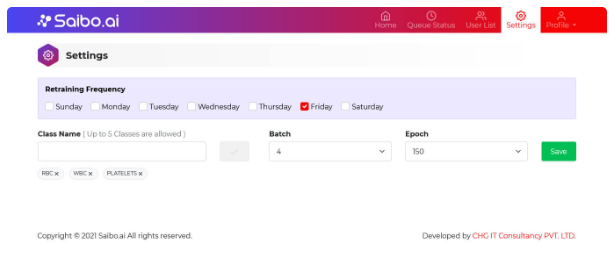 Saibo.ai
Home Queue Status User List Settings Profile
Settings
Retraining Frequency
Sunday Monday Tuesday Wednesday Thursday Friday Saturday
Class Name ( Up to 5 Classes are allowed ) Batch Epoch
4 150 Save
RBC x WBC x PLATELETS x
Copyright © 2021 Saibo.ai All rights reserved. Developed by CHG IT Consultancy PVT. LTD.